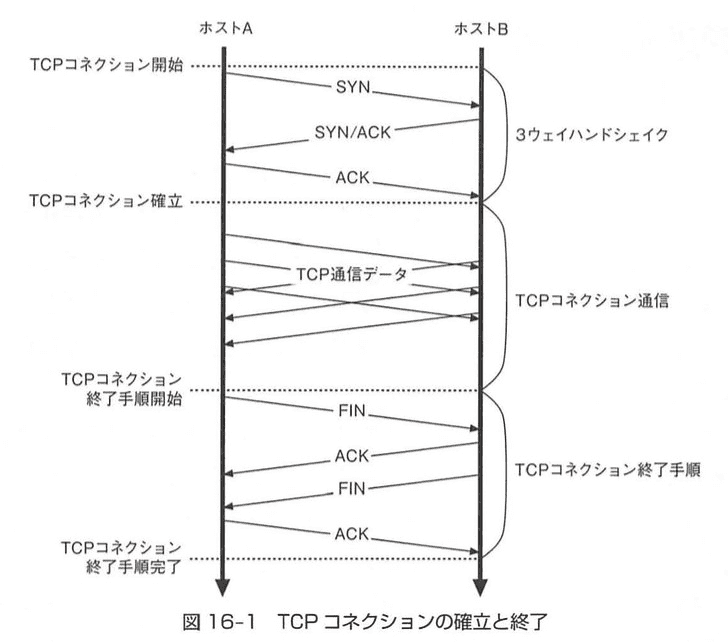 ホストA
ホストB
TCPコネクション開始
SYN
SYN/ACK
3ウェイハンドシェイク
ACK
TCPコネクション確立
TCP通信データ
TCPコネクション通信
TCPコネクション
終了手順開始
FIN
ACK
TCPコネクション終了手順
FIN
ACK
TCPコネクション
終了手順完了
図 16-1 TCP コネクションの確立と終了